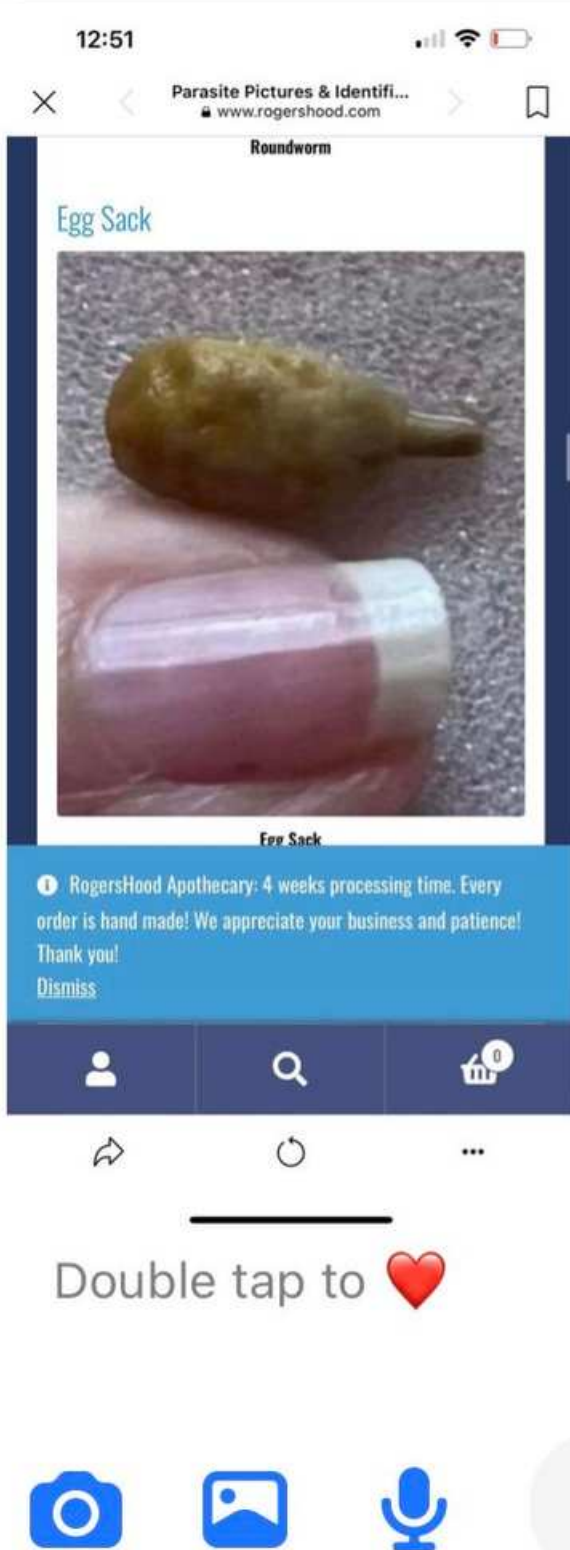 12:51
Parasite Pictures & Identifi...
www.rogershood.com
Roundworm
Egg Sack
Egg Sack
RogersHood Apothecary: 4 weeks processing time. Every
order is hand made! We appreciate your business and patience!
Thank you!
Dismiss
0
Double tap to ❤️